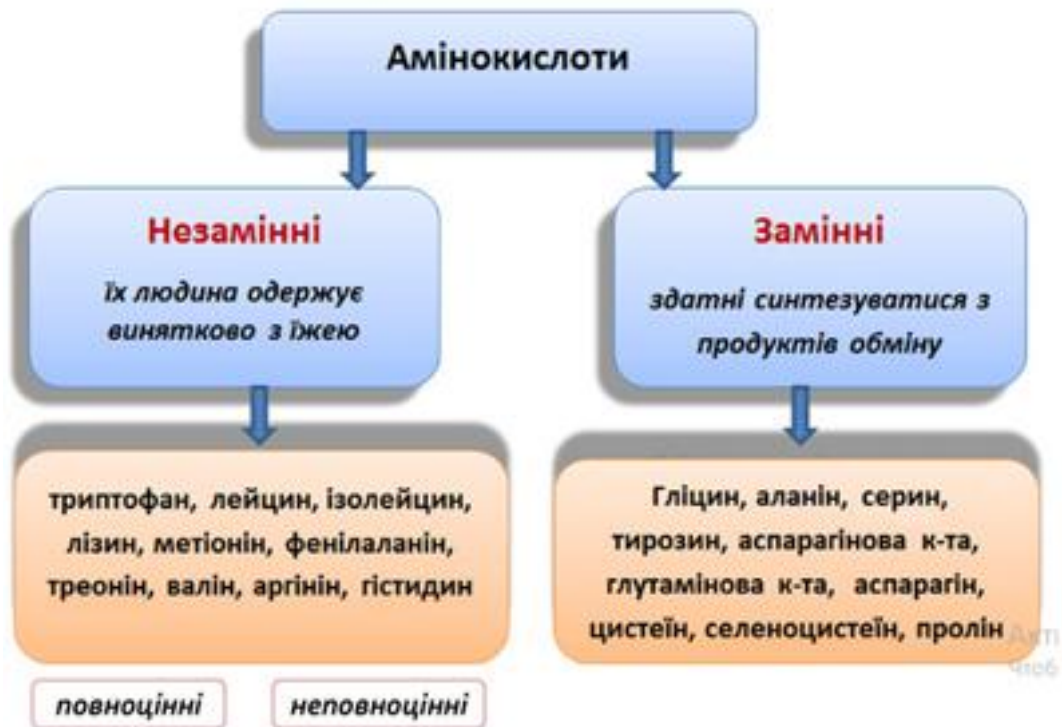 Амінокислоти
Незамінні
їх людина одержує
винятково з їжею
Замінні
здатні синтезуватися з
продуктів обміну
триптофан, лейцин, ізолейцин,
лізин, метіонін, фенілаланін,
треонін, валін, аргінін, гістидин
Гліцин, аланін, серин,
тирозин, аспарагінова к-та,
глутамінова к-та, аспарагін,
цистеїн, селеноцистеїн, пролін
повноцінні
неповноцінні